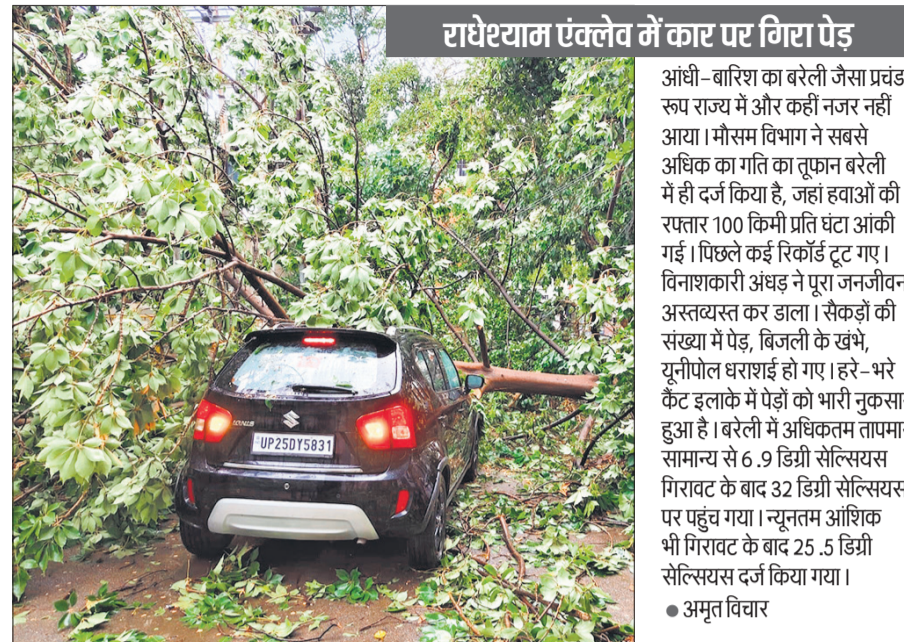 राधेश्याम एंक्लेव में कार पर गिरा पेड़
आंधी-बारिश का बरेली जैसा प्रचंड
रूप राज्य में और कहीं नजर नहीं
आया। मौसम विभाग ने सबसे
अधिक का गति का तूफान बरेली
में ही दर्ज किया है, जहां हवाओं की
रफ्तार 100 किमी प्रति घंटा आंकी
गई। पिछले कई रिकॉर्ड टूट गए।
विनाशकारी अंधड़ ने पूरा जनजीवन
अस्तव्यस्त कर डाला। सैकड़ों की
संख्या में पेड़, बिजली के खंभे,
यूनीपोल धराशाई हो गए। हरे-भरे
कैंट इलाके में पेड़ों को भारी
हुआ है। बरेली में अधिकतम
सामान्य से 6.9 डिग्री सेल्सियस
गिरावट के बाद 32 डिग्री सेल्सियस
पर पहुंच गया। न्यूनतम आंशिक
भी गिरावट के बाद 25.5 डिग्री
सेल्सियस दर्ज किया गया।
● अमृत विचार
IGNIS
UP25DY5831